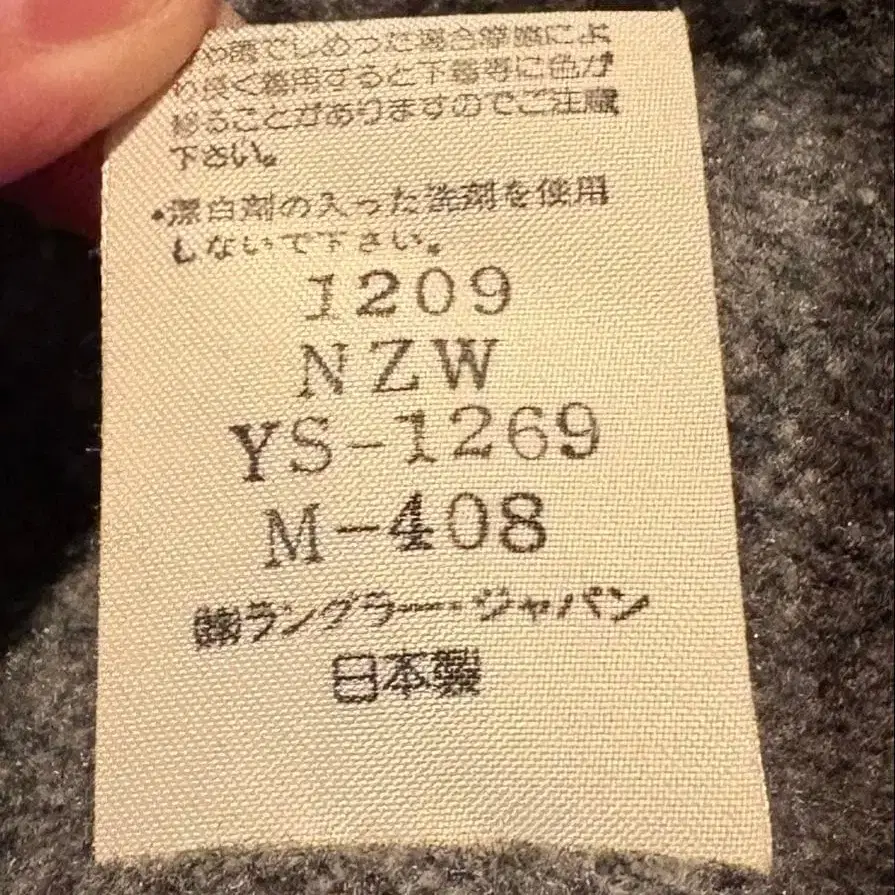 でしめった場合摩擦によ
長く着用すると下着等に色が
移ることがありますのでご注意
下さい。
・漂白剤の入った洗剤を使用
しないで下さい。
1209
NZW
YS-1269
M-408
㈱ラングラー・ジャパン
日本製